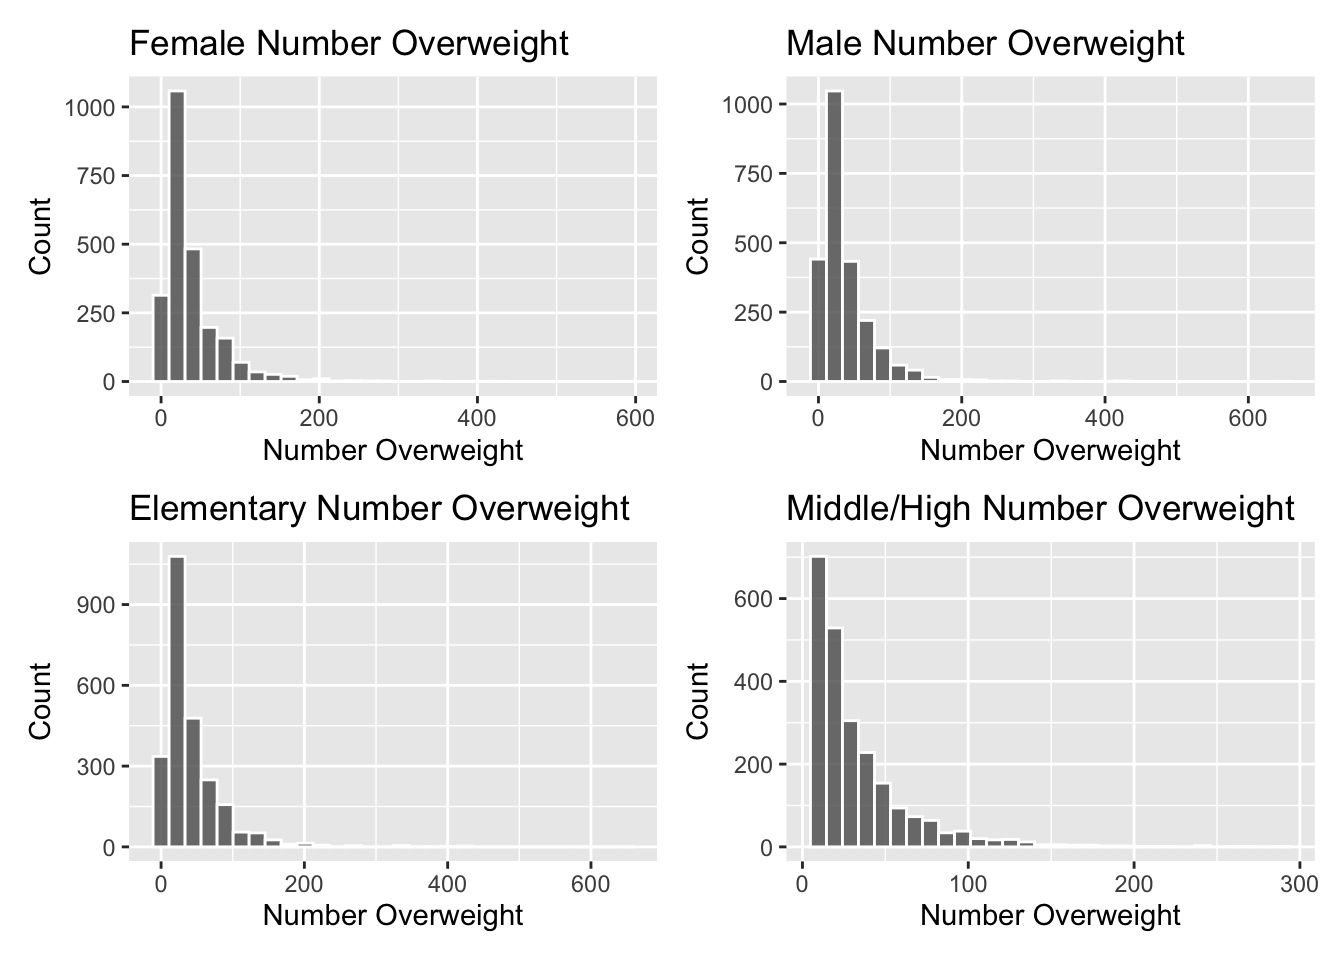 Female Number Overweight
1000
750
500
250
0
Count
0 200 400 600
Number Overweight
Male Number Overweight
1000
750
500
250
0
Count
0 200 400 600
Number Overweight
Elementary Number Overweight
900
600
300
0
Count
0 200 400 600
Number Overweight
Middle/High Number Overweight
600
400
200
0
Count
0 100 200 300
Number Overweight